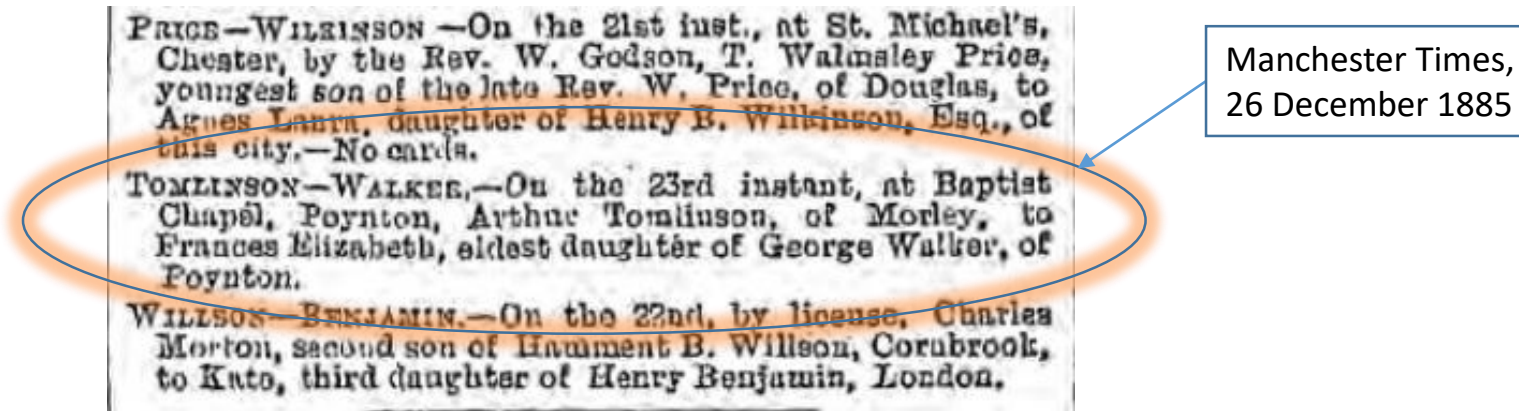 PRICE—WILKINSON —On the 21st inst., at St. Michael's,
Chester, by the Rev. W. Godson, T. Walmsley Price,
youngest son of the late Rev. W. Price, of Douglas, to
Agnes Laura, daughter of Henry B. Wilkinson, Esq., of
this city.—No cards.
TOMLINSON—WALKER,—On the 23rd instant, at Baptist
Chapel, Poynton, Arthur Tomlinson, of Morley, to
Frances Elizabeth, eldest daughter of George Walker, of
Poynton.
WILLSON—BENJAMIN.—On the 22nd, by license, Charles
Morton, second son of Hamment B. Willson, Cornbrook,
to Kate, third daughter of Henry Benjamin, London.
Manchester Times,
26 December 1885